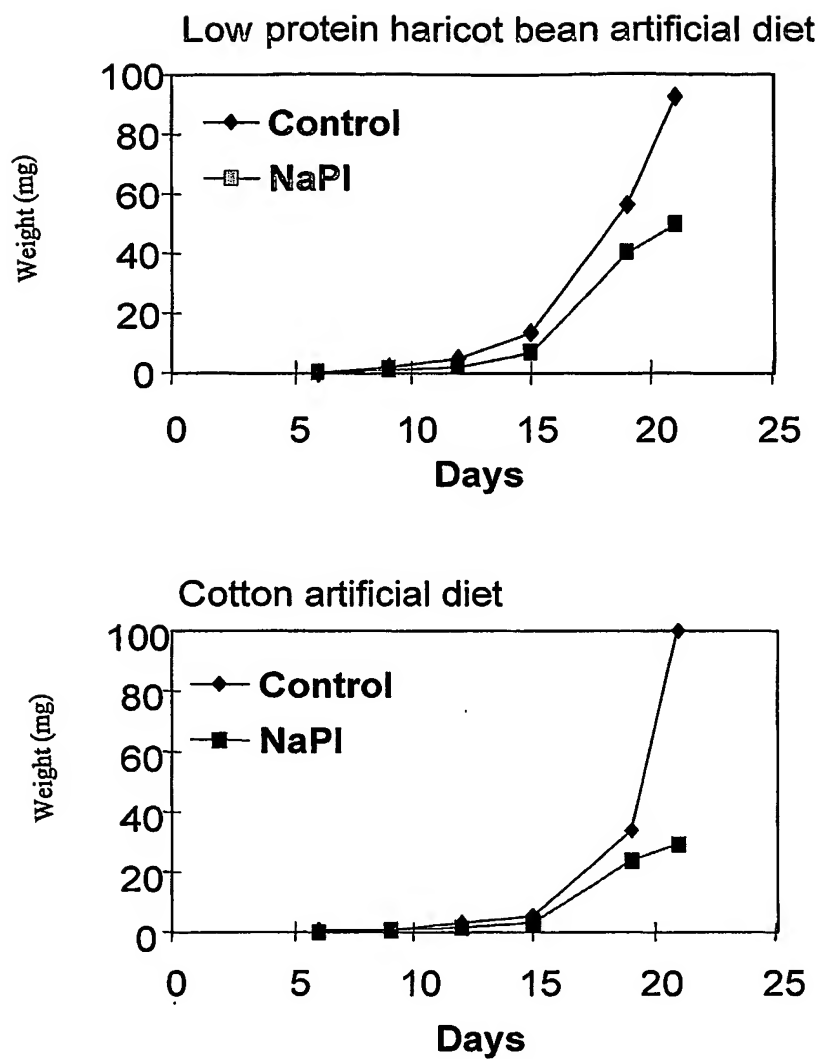 Low protein haricot bean artificial diet
100
80
60
40
20
0
Weight (mg)
Control
NaPI
0 5 10 15 20 25
Days
Cotton artificial diet
100
80
60
40
20
0
Weight (mg)
Control
NaPI
0 5 10 15 20 25
Days